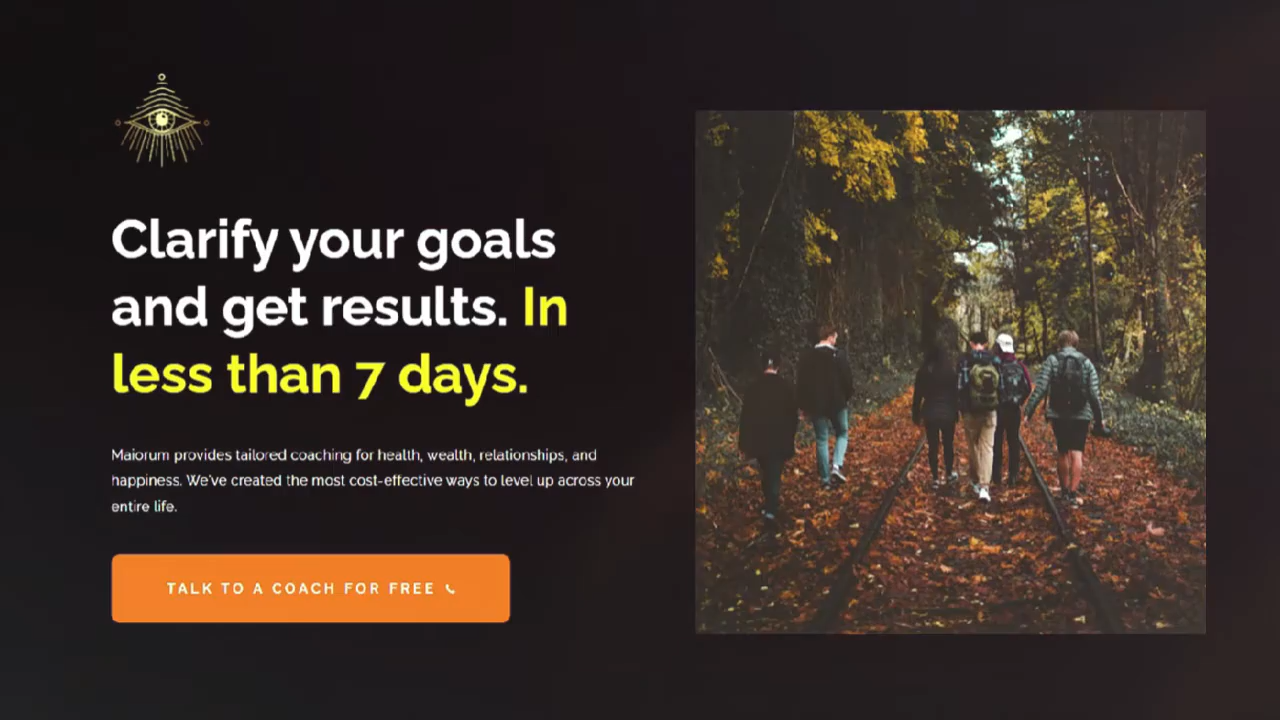 Clarify your goals
and get results. In
less than 7 days.
Maiorum provides tailored coaching for health, wealth, relationships, and
happiness. We've created the most cost-effective ways to level up across your
entire life.
TALK TO A COACH FOR FREE